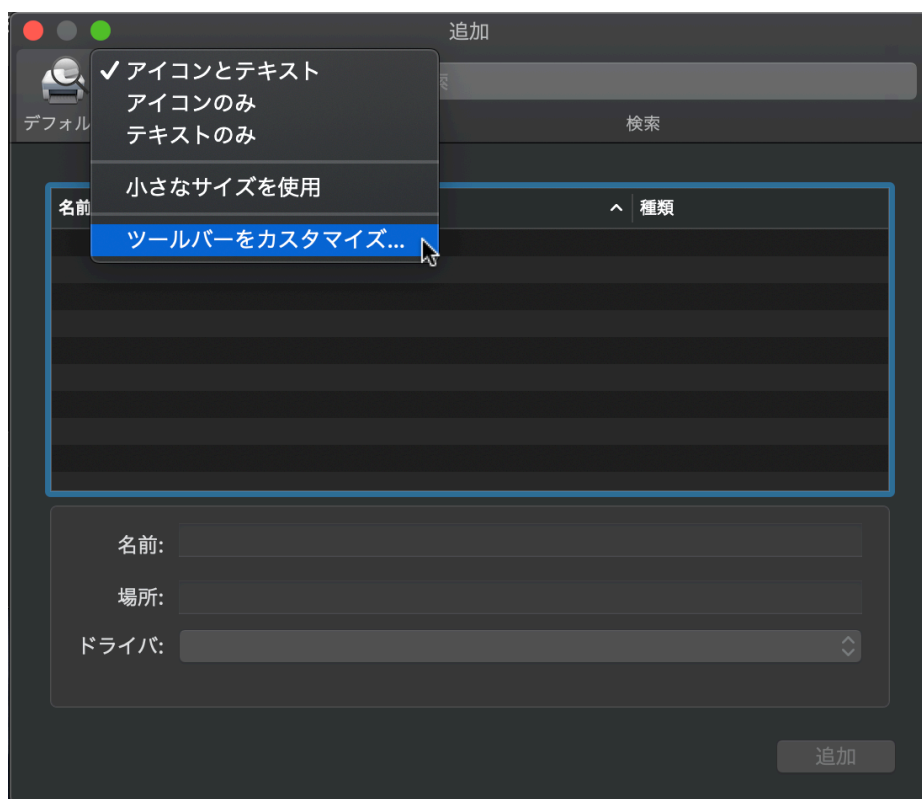 追加
✓ アイコンとテキスト
アイコンのみ
テキストのみ
小さなサイズを使用
ツールバーをカスタマイズ...
デフォル
検索
名前
種類
名前:
場所:
ドライバ:
追加